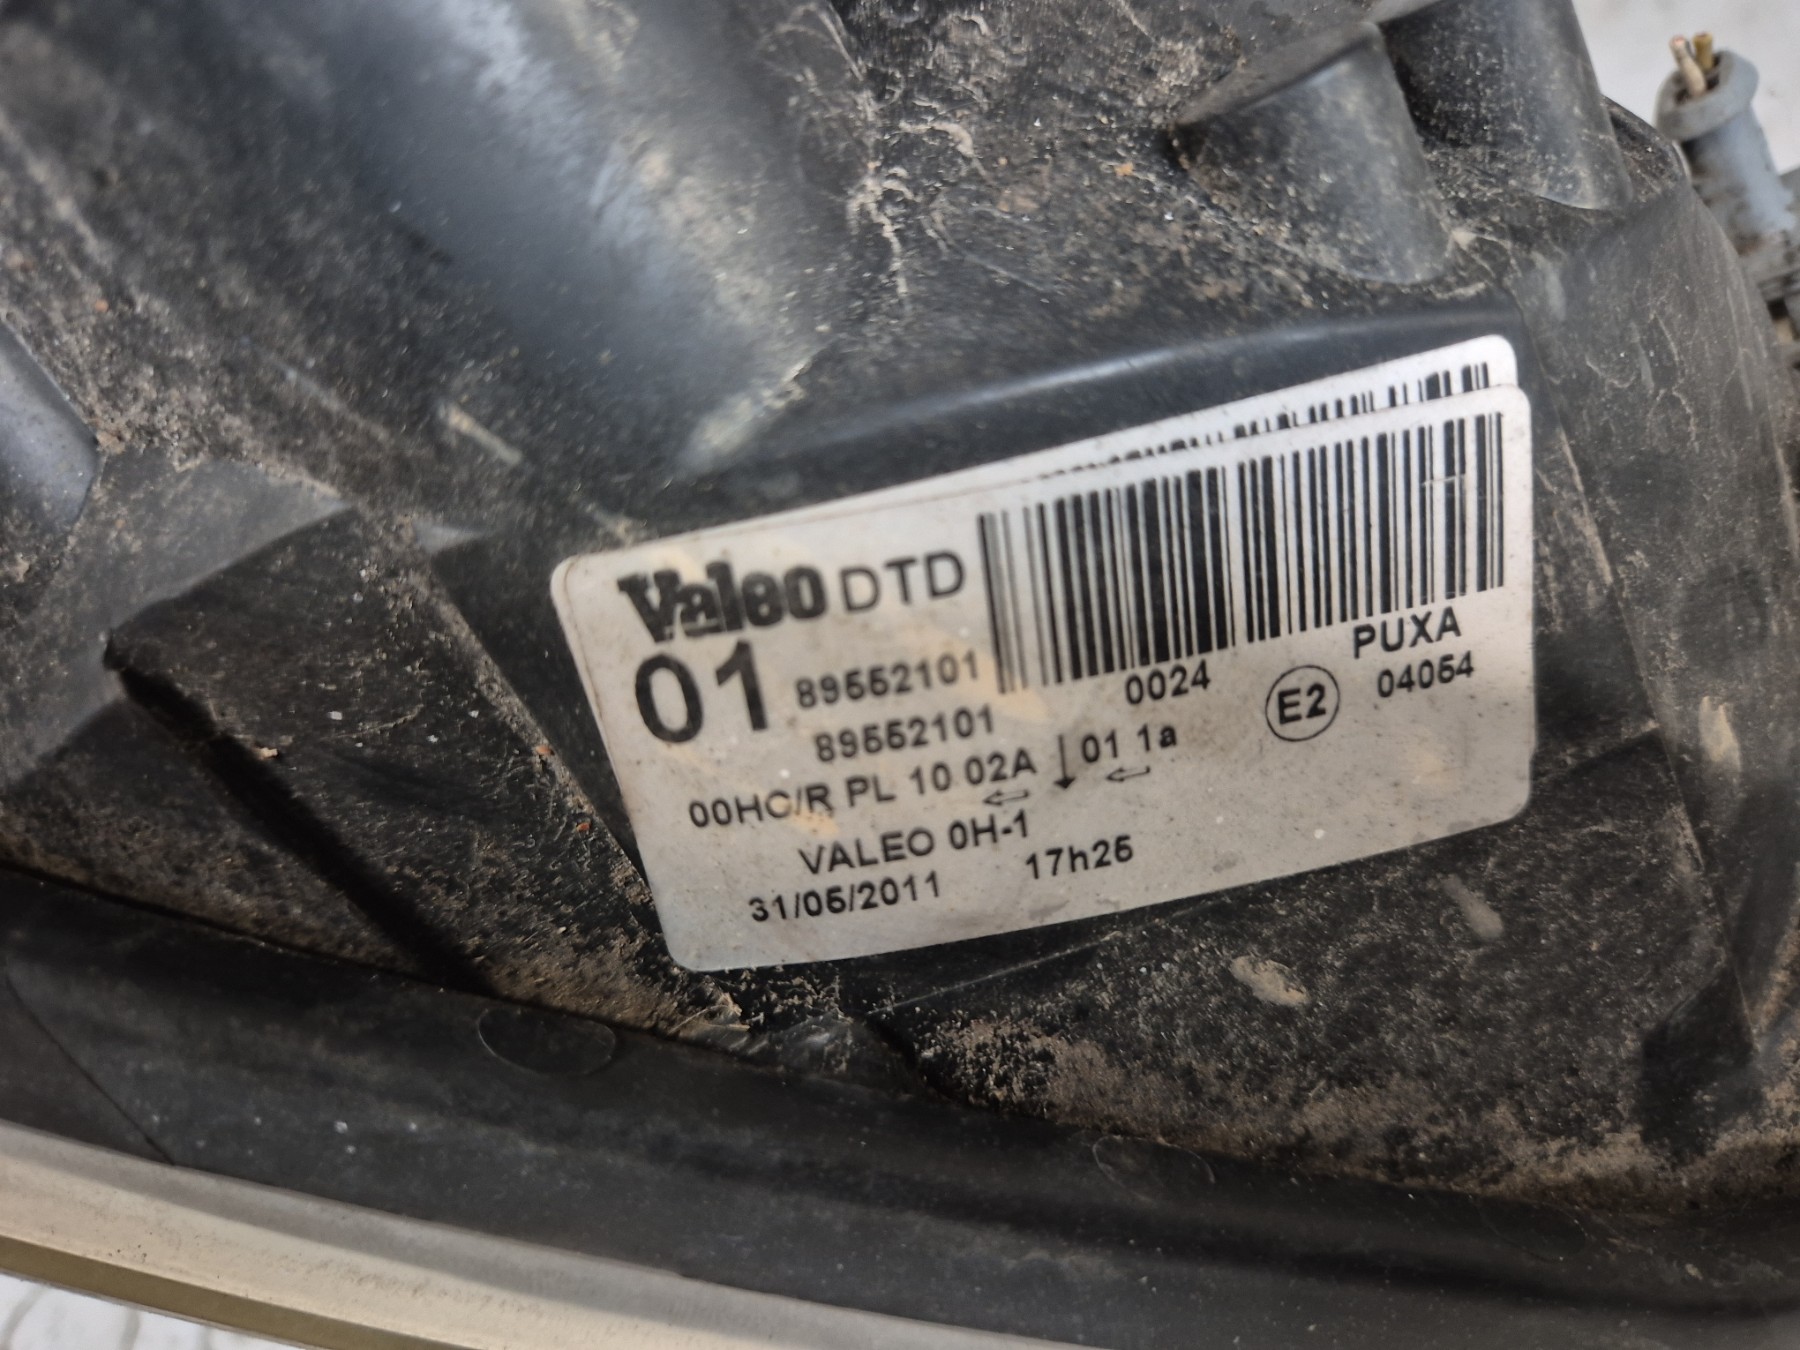 Valeo DTD
01 89552101
89552101
0024
PUXA
E2 04054
00HC/R PL 10 02A ↓ 01 1a
⇦ ⇦
VALEO 0H-1
31/05/2011 17h25